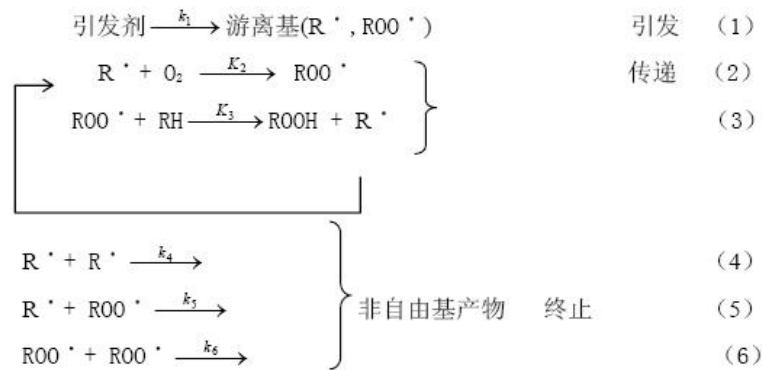 引发剂 —k₁→ 游离基(R˙,ROO˙) 引发 (1)
R˙+ O₂ —K₂→ ROO˙ 传递 (2)
ROO˙+ RH —K₃→ ROOH + R˙ (3)
R˙+ R˙ —k₄→ (4)
R˙+ ROO˙ —k₅→ 非自由基产物 终止 (5)
ROO˙+ ROO˙ —k₆→ (6)